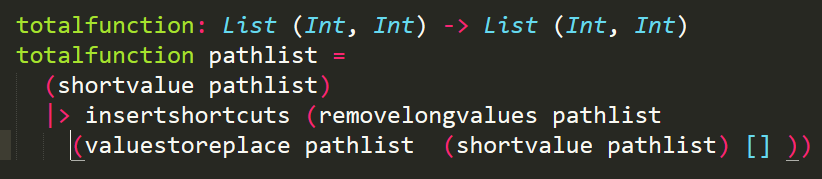 totalfunction: List (Int, Int) -> List (Int, Int)
totalfunction pathlist =
(shortvalue pathlist)
|> insertshortcuts (removelongvalues pathlist
(valuestoreplace pathlist  (shortvalue pathlist) [] ))